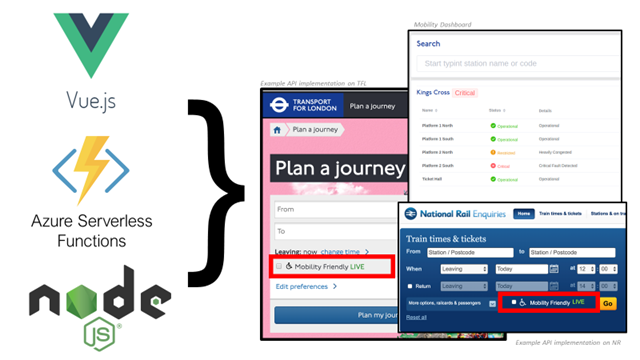 Vue.js
Azure Serverless
Functions
node
JS
Example API implementation on TFL
TRANSPORT
FOR LONDON
Plan a journey
Plan a journey
Plan a journey
From
To
Leaving: now change time >
Mobility Friendly LIVE
Edit preferences >
Plan my jour
Mobility Dashboard
Search
Start typint station name or code
Kings Cross Critical
Name Status Details
Platform 1 North Operational Operational
Platform 1 South Operational Operational
Platform 2 North Restricted Heavily Congested
Platform 2 South Critical Critical Fault Detected
Ticket Hall Operational Operational
National Rail Enquiries Home Train times & tickets Stations & on tra
Train times & tickets
From Station / Postcode to Station / Postcode
When Leaving Today at 12 : 00
Return Leaving Today at 14 : 00
More options, railcards & passengers Mobility Friendly LIVE Go
Reset all
Example API implementation on NR